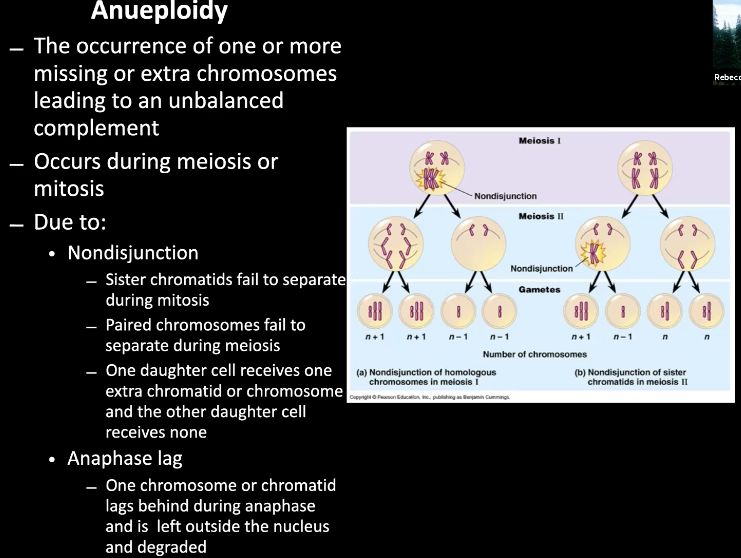 Anueploidy
– The occurrence of one or more
missing or extra chromosomes
leading to an unbalanced
complement
– Occurs during meiosis or
mitosis
– Due to:
• Nondisjunction
– Sister chromatids fail to separate
during mitosis
– Paired chromosomes fail to
separate during meiosis
– One daughter cell receives one
extra chromatid or chromosome
and the other daughter cell
receives none
• Anaphase lag
– One chromosome or chromatid
lags behind during anaphase
and is left outside the nucleus
and degraded
Meiosis I
Nondisjunction
Meiosis II
Nondisjunction
Gametes
n + 1 n + 1 n – 1 n – 1 n + 1 n – 1 n n
Number of chromosomes
(a) Nondisjunction of homologous
chromosomes in meiosis I
(b) Nondisjunction of sister
chromatids in meiosis II
Copyright © Pearson Education, Inc., publishing as Benjamin Cummings.
Rebecc